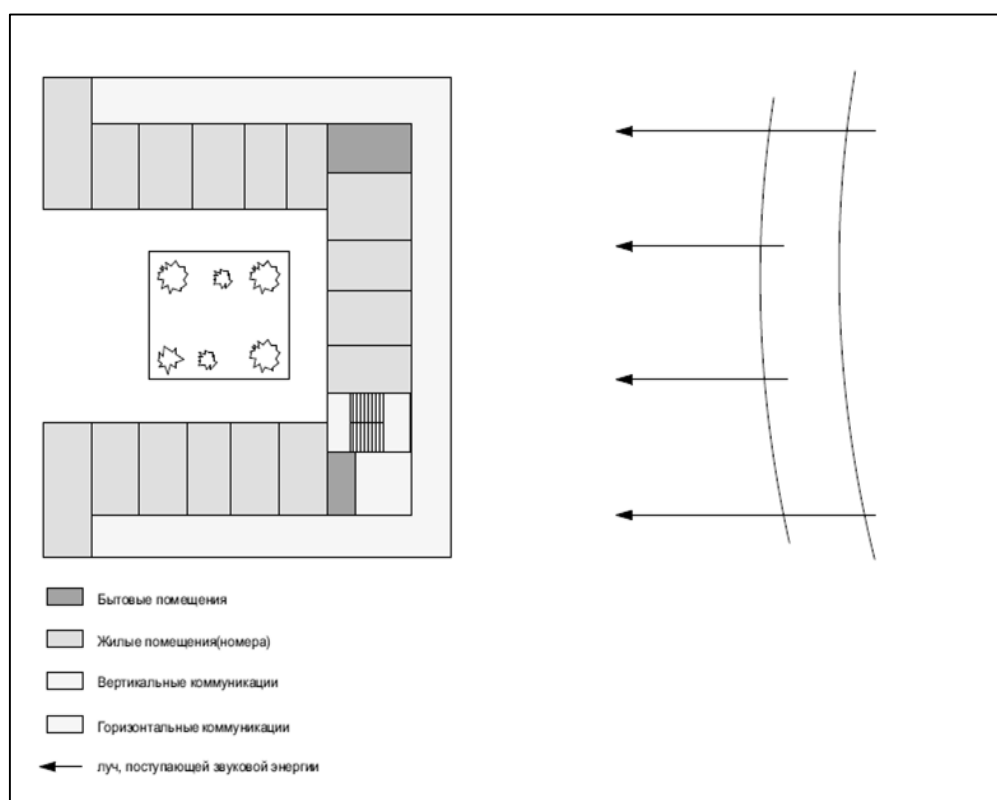 Бытовые помещения
Жилые помещения(номера)
Вертикальные коммуникации
Горизонтальные коммуникации
луч, поступающей звуковой энергии